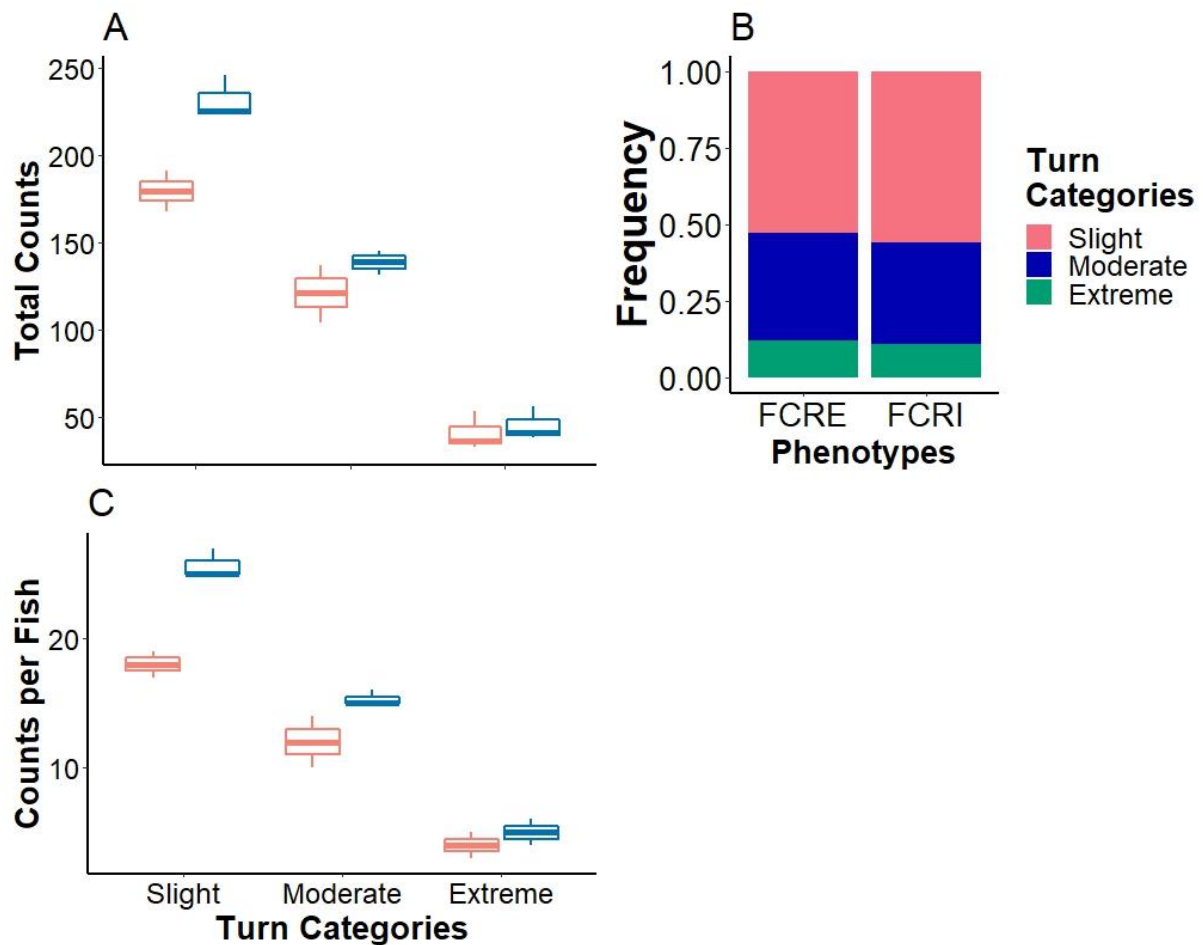 A
250
200
150
100
50
Total Counts
B
1.00
0.75
0.50
0.25
0.00
Frequency
FCRE FCRI
Phenotypes
Turn
Categories
Slight
Moderate
Extreme
C
20
10
Counts per Fish
Slight Moderate Extreme
Turn Categories